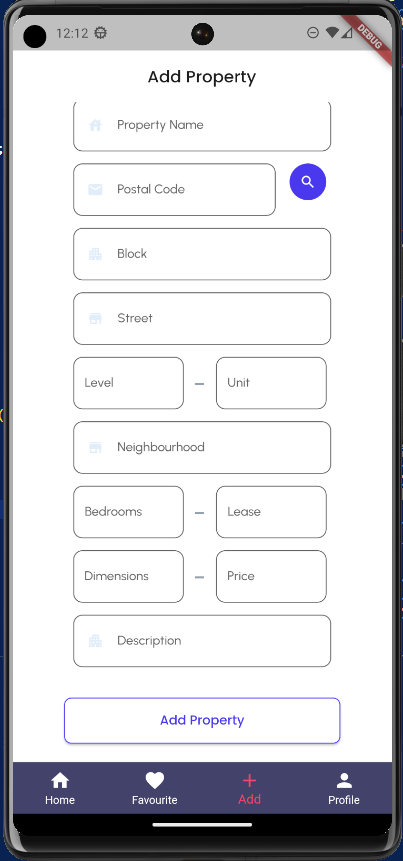 12:12
DEBUG
Add Property
Property Name
Postal Code
Block
Street
Level – Unit
Neighbourhood
Bedrooms – Lease
Dimensions – Price
Description
Add Property
Home Favourite Add Profile